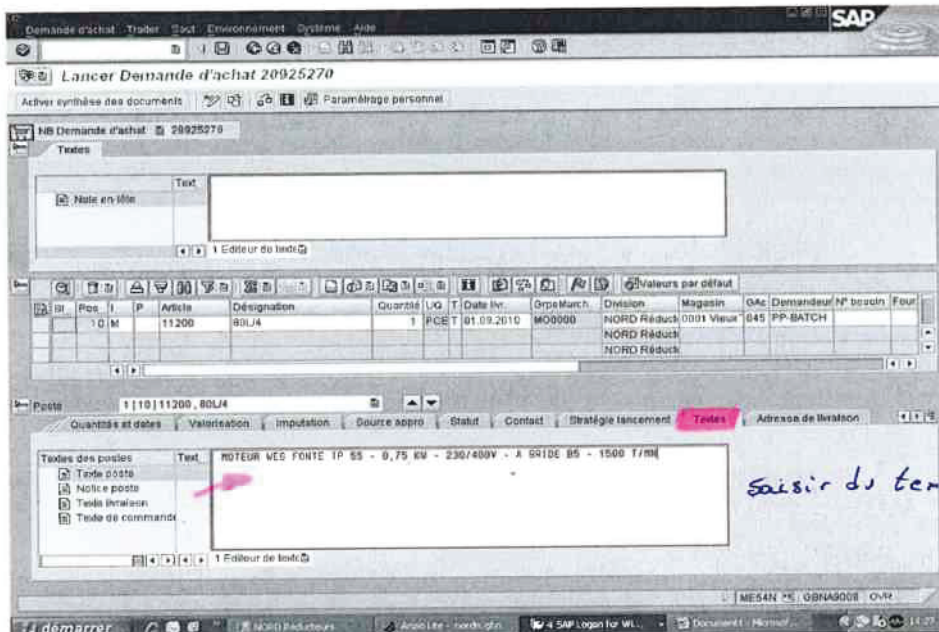 Demande d'achat Traiter Saut Environnement Système Aide
SAP
Lancer Demande d'achat 20925270
Activer synthèse des documents Paramétrage personnel
NB Demande d'achat 20925270
Textes
Text
Note en-tête
1 Editeur de texte
Valeurs par défaut
Pos I P Article Désignation Quantité UQ T Date livr. GrpeMarch. Division Magasin GAc Demandeur N° besoin Four
10 M 11200 80L/4 1 PCE T 01.09.2010 MO0000 NORD Réduct 0001 Vieux 045 PP-BATCH
NORD Réduct
NORD Réduct
Poste 1 [10] 11200 , 80L/4
Quantités et dates Valorisation Imputation Source appro Statut Contact Stratégie lancement Textes Adresse de livraison
Textes des postes Text MOTEUR WEG FONTE IP 55 - 0,75 KW - 230/400V - A BRIDE B5 - 1500 T/MN
Texte poste
Notice poste
Texte livraison
Texte de commande
saisir du
1 Editeur de texte
ME54N GBNA9008 OVR
démarrer NORD Réducteurs 4 SAP Logon for Wi... 14:27